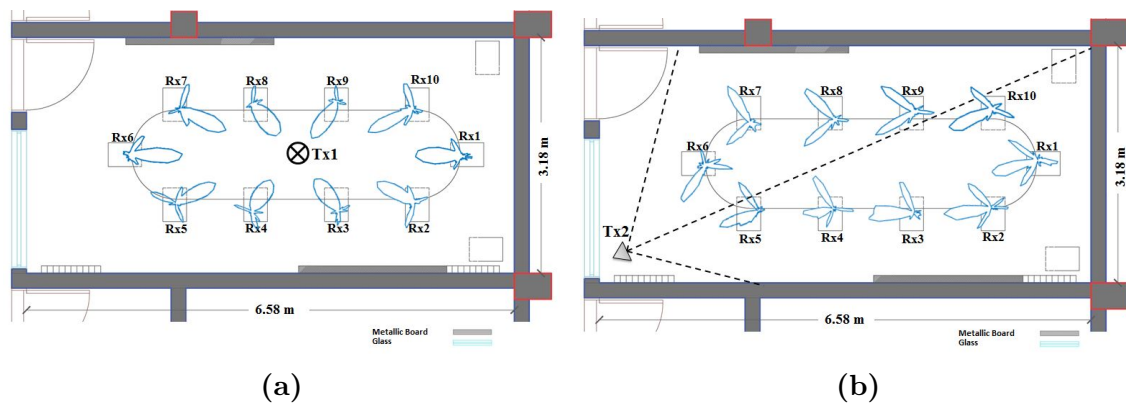 Rx7 Rx8 Rx9 Rx10
Rx6 Tx1 Rx1
Rx5 Rx4 Rx3 Rx2
3.18 m
6.58 m
Metallic Board
Glass
(a)
Rx7 Rx8 Rx9 Rx10
Rx6 Rx1
Rx5 Rx4 Rx3 Rx2
Tx2
3.18 m
6.58 m
Metallic Board
Glass
(b)